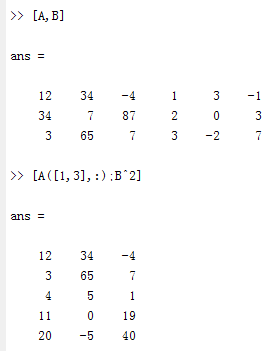 >> [A,B]
ans =
12 34 -4 1 3 -1
34 7 87 2 0 3
3 65 7 3 -2 7
>> [A([1,3],:);B^2]
ans =
12 34 -4
3 65 7
4 5 1
11 0 19
20 -5 40